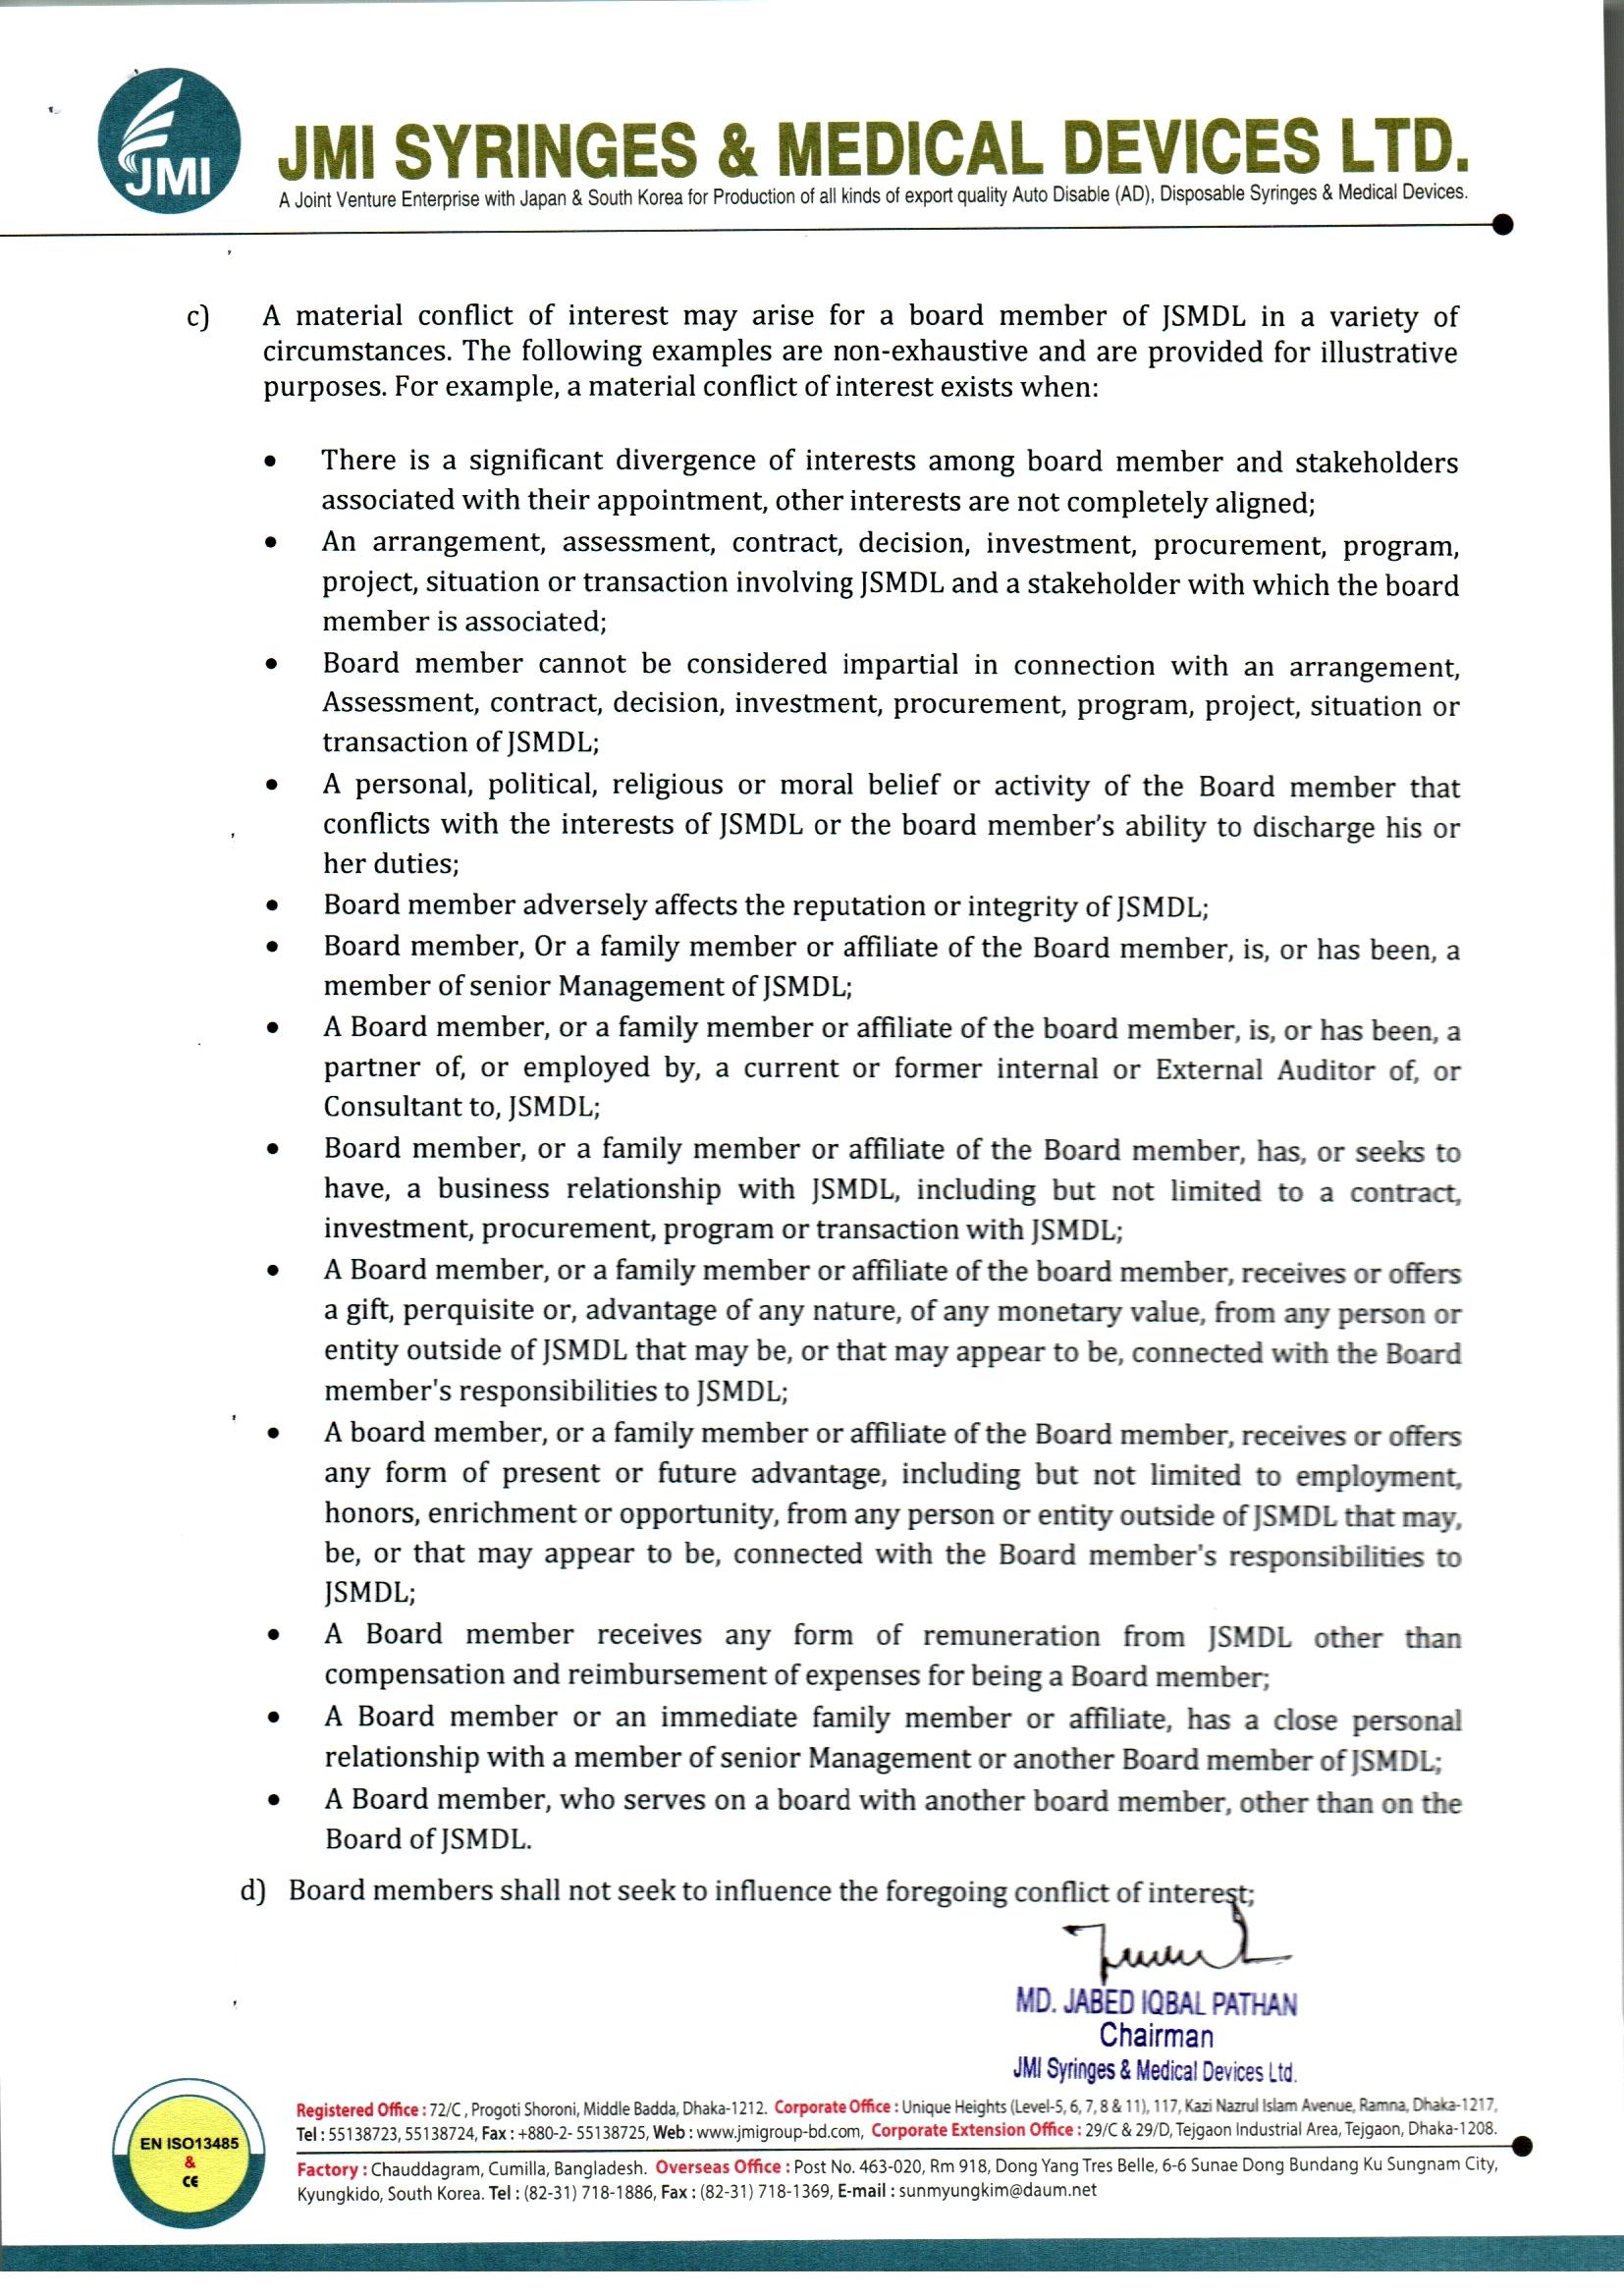 JMI
JMI SYRINGES & MEDICAL DEVICES LTD.
A Joint Venture Enterprise with Japan & South Korea for Production of all kinds of export quality Auto Disable (AD), Disposable Syringes & Medical Devices.
c) A material conflict of interest may arise for a board member of JSMDL in a variety of
circumstances. The following examples are non-exhaustive and are provided for illustrative
purposes. For example, a material conflict of interest exists when:
• There is a significant divergence of interests among board member and stakeholders
associated with their appointment, other interests are not completely aligned;
• An arrangement, assessment, contract, decision, investment, procurement, program,
project, situation or transaction involving JSMDL and a stakeholder with which the board
member is associated;
• Board member cannot be considered impartial in connection with an arrangement,
Assessment, contract, decision, investment, procurement, program, project, situation or
transaction of JSMDL;
• A personal, political, religious or moral belief or activity of the Board member that
conflicts with the interests of JSMDL or the board member’s ability to discharge his or
her duties;
• Board member adversely affects the reputation or integrity of JSMDL;
• Board member, Or a family member or affiliate of the Board member, is, or has been, a
member of senior Management of JSMDL;
• A Board member, or a family member or affiliate of the board member, is, or has been, a
partner of, or employed by, a current or former internal or External Auditor of, or
Consultant to, JSMDL;
• Board member, or a family member or affiliate of the Board member, has, or seeks to
have, a business relationship with JSMDL, including but not limited to a contract,
investment, procurement, program or transaction with JSMDL;
• A Board member, or a family member or affiliate of the board member, receives or offers
a gift, perquisite or, advantage of any nature, of any monetary value, from any person or
entity outside of JSMDL that may be, or that may appear to be, connected with the Board
member's responsibilities to JSMDL;
• A board member, or a family member or affiliate of the Board member, receives or offers
any form of present or future advantage, including but not limited to employment,
honors, enrichment or opportunity, from any person or entity outside of JSMDL that may,
be, or that may appear to be, connected with the Board member's responsibilities to
JSMDL;
• A Board member receives any form of remuneration from JSMDL other than
compensation and reimbursement of expenses for being a Board member;
• A Board member or an immediate family member or affiliate, has a close personal
relationship with a member of senior Management or another Board member of JSMDL;
• A Board member, who serves on a board with another board member, other than on the
Board of JSMDL.
d) Board members shall not seek to influence the foregoing conflict of interest;
MD. JABED IQBAL PATHAN
Chairman
JMI Syringes & Medical Devices Ltd.
EN ISO13485
&
CE
Registered Office : 72/C , Progoti Shoroni, Middle Badda, Dhaka-1212. Corporate Office : Unique Heights (Level-5, 6, 7, 8 & 11), 117, Kazi Nazrul Islam Avenue, Ramna, Dhaka-1217,
Tel : 55138723, 55138724, Fax : +880-2- 55138725, Web : www.jmigroup-bd.com, Corporate Extension Office : 29/C & 29/D, Tejgaon Industrial Area, Tejgaon, Dhaka-1208.
Factory : Chauddagram, Cumilla, Bangladesh. Overseas Office : Post No. 463-020, Rm 918, Dong Yang Tres Belle, 6-6 Sunae Dong Bundang Ku Sungnam City,
Kyungkido, South Korea. Tel : (82-31) 718-1886, Fax : (82-31) 718-1369, E-mail : sunmyungkim@daum.net